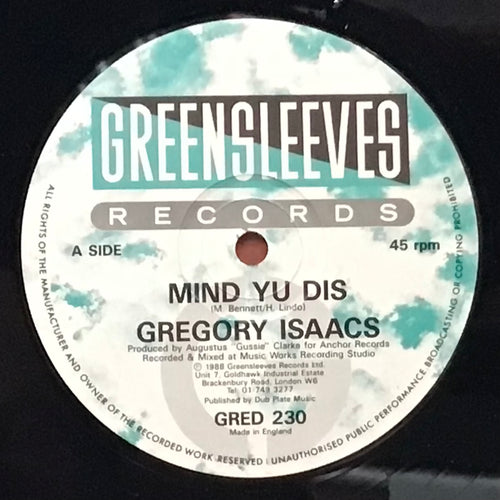 GREENSLEEVES
RECORDS
A SIDE
45 rpm
MIND YU DIS
(M. Bennett/H. Lindo)
GREGORY ISAACS
Produced by Augustus "Gussie" Clarke for Anchor Records
Recorded & Mixed at Music Works Recording Studio
℗ 1988 Greensleeves Records Ltd.
Unit 7, Goldhawk Industrial Estate
Brackenbury Road, London W6
Tel: 01 749 3277
Published by Dub Plate Music
GRED 230
Made in England
ALL RIGHTS OF THE MANUFACTURER AND OWNER OF THE RECORDED WORK RESERVED | UNAUTHORISED PUBLIC PERFORMANCE BROADCASTING OR COPYING PROHIBITED